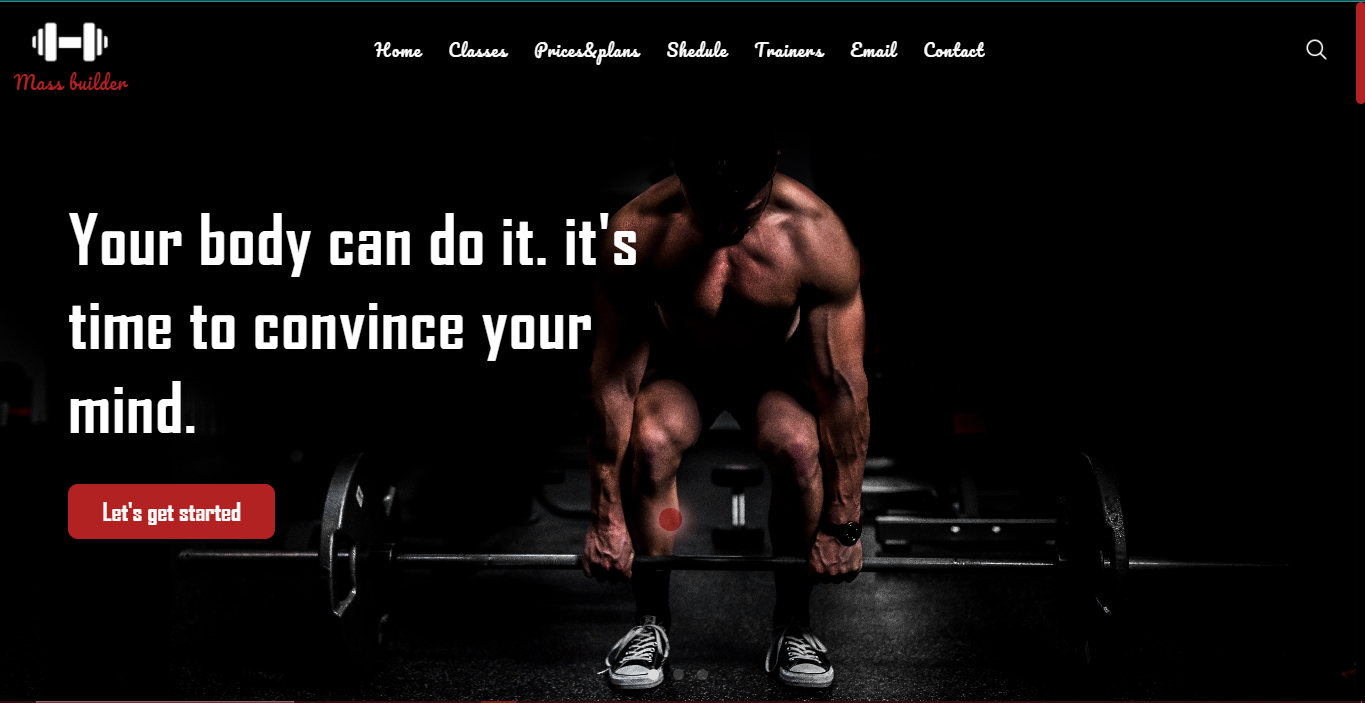 Home Classes Prices&plans Shedule Trainers Email Contact
Mass builder
Your body can do it. it's
time to convince your
mind.
Let's get started